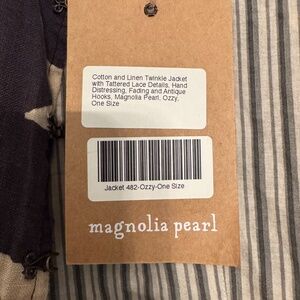 Cotton and Linen Twinkle Jacket
with Tattered Lace Details, Hand
Distressing, Fading and Antique
Hooks, Magnolia Pearl, Ozzy,
One Size
Jacket 482-Ozzy-One Size
magnolia pearl